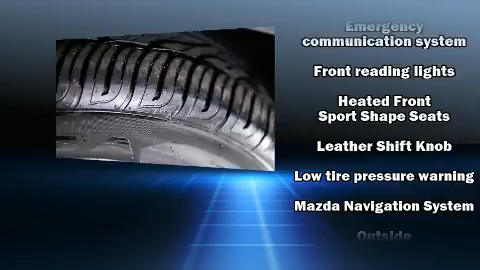 Emergency
communication system
Front reading lights
Heated Front
Sport Shape Seats
Leather Shift Knob
Low tire pressure warning
Mazda Navigation System
Outside